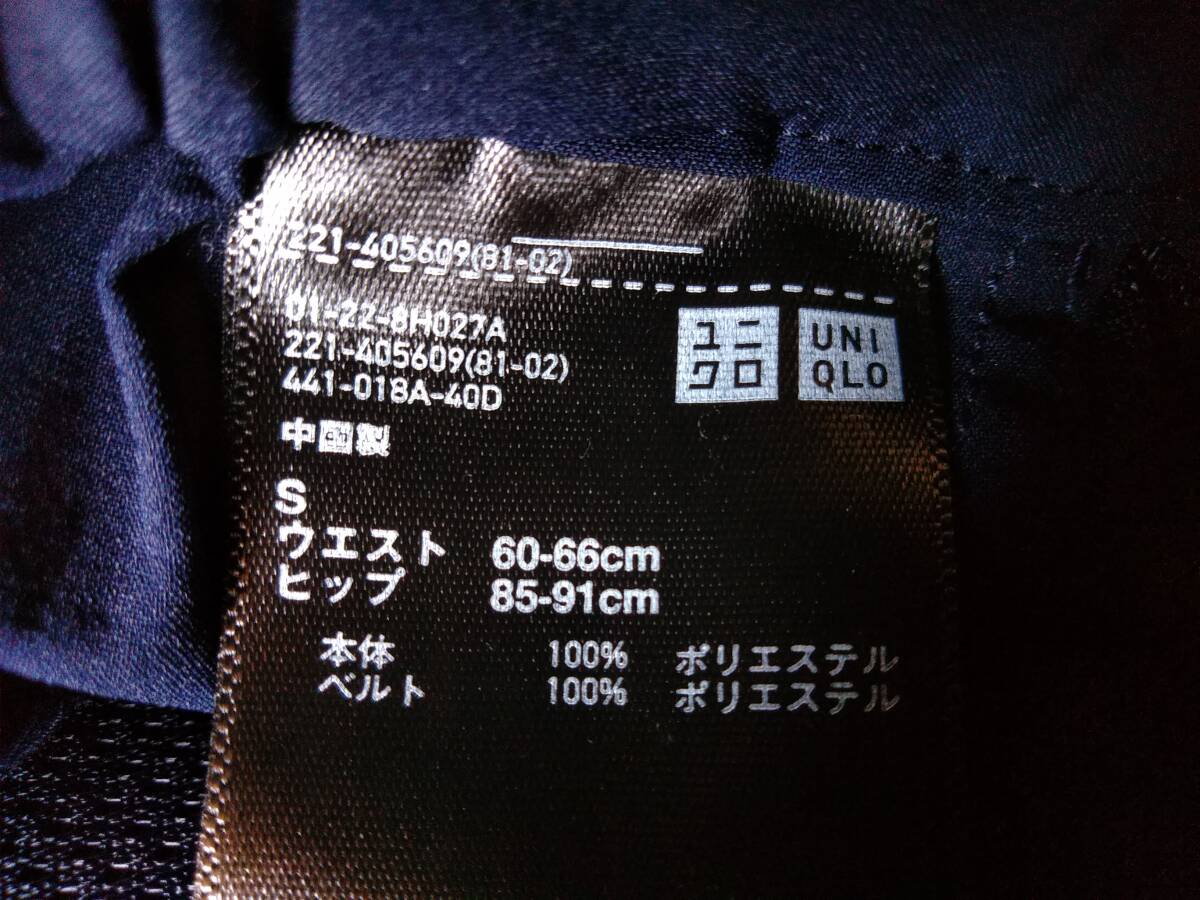 221-405609(81-02)
01-22-8H027A
221-405609(81-02)
441-018A-40D
ユニ
クロ
UNI
QLO
中国製
S
ウエスト 60-66cm
ヒップ 85-91cm
本体 100% ポリエステル
ベルト 100% ポリエステル